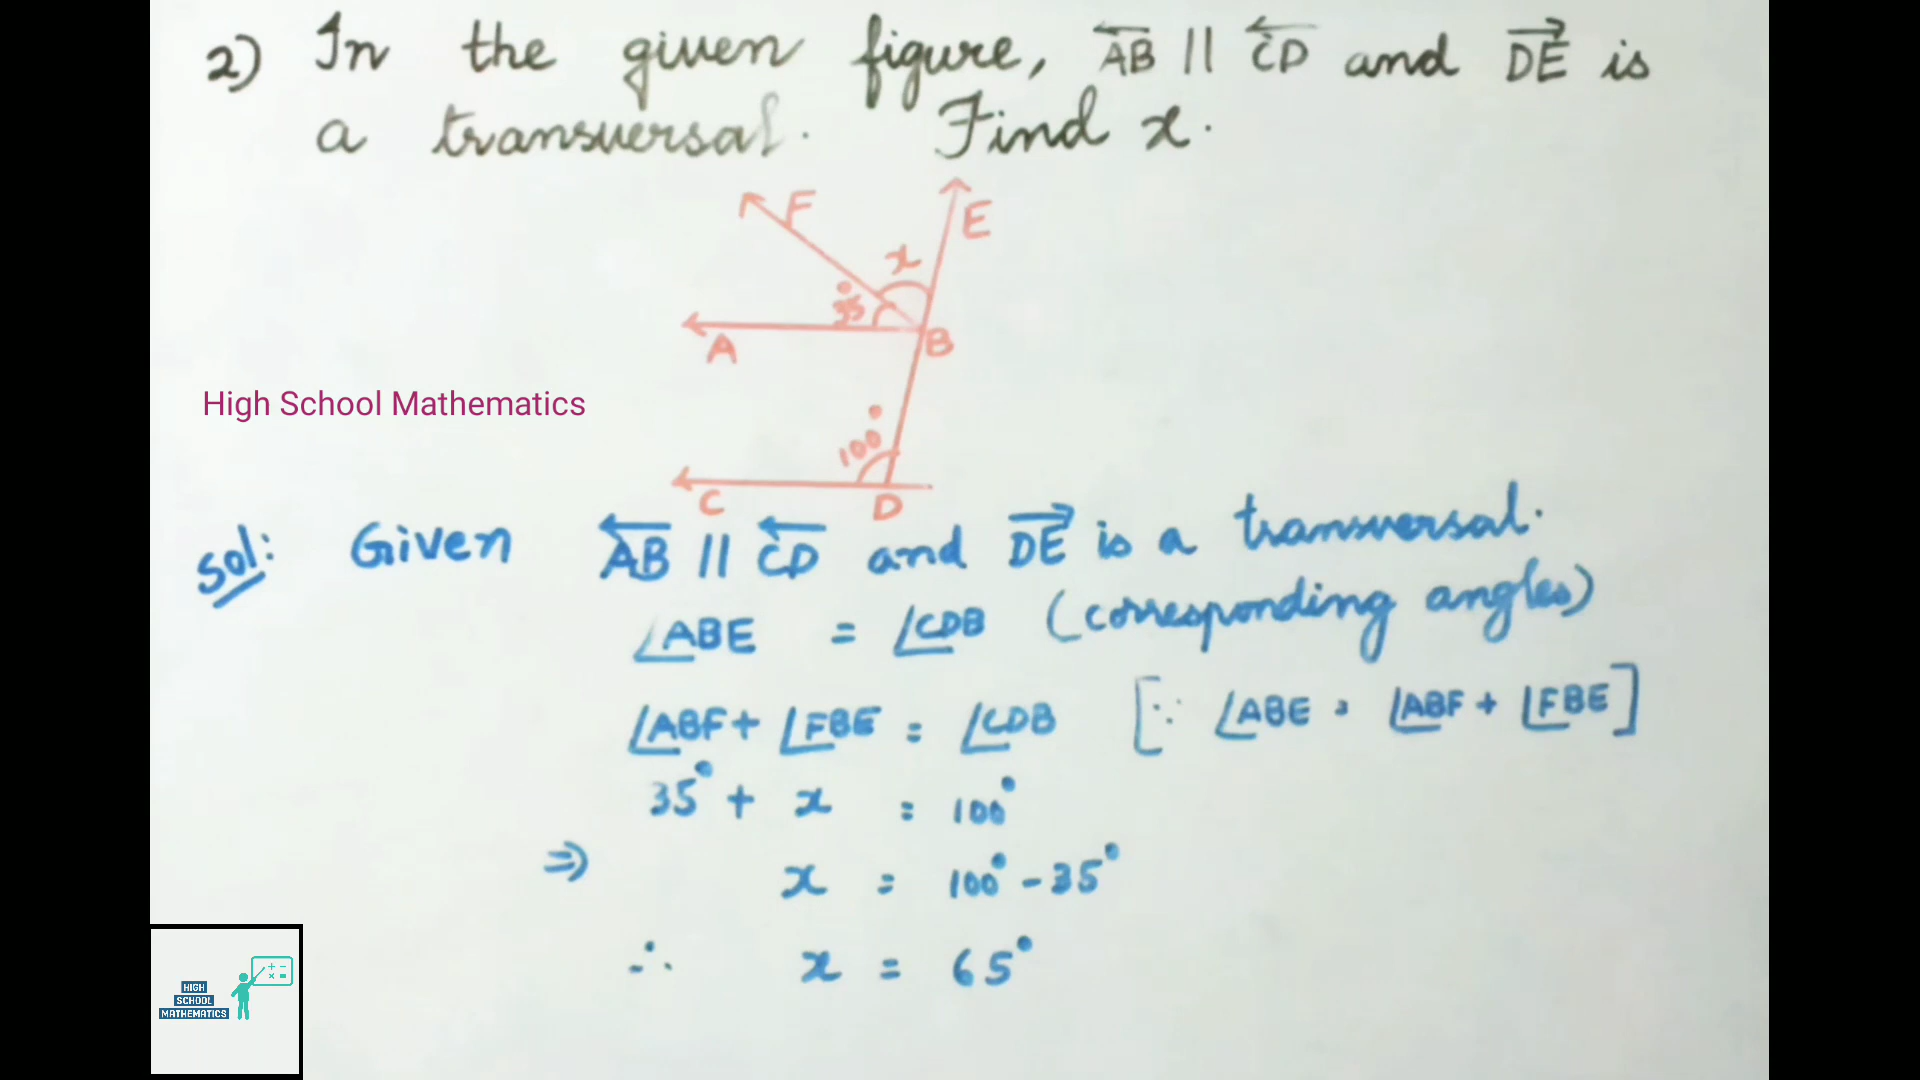 2) In the given figure, AB || CD and DE is
a transversal. Find x.
F
E
x
35°
A
B
High School Mathematics
100°
C
D
Sol: Given AB || CD and DE is a transversal.
∠ABE = ∠CDB (corresponding angles)
∠ABF + ∠FBE = ∠CDB [∵ ∠ABE = ∠ABF + ∠FBE]
35° + x = 100°
⇒ x = 100° - 35°
∴ x = 65°
HIGH
SCHOOL
MATHEMATICS